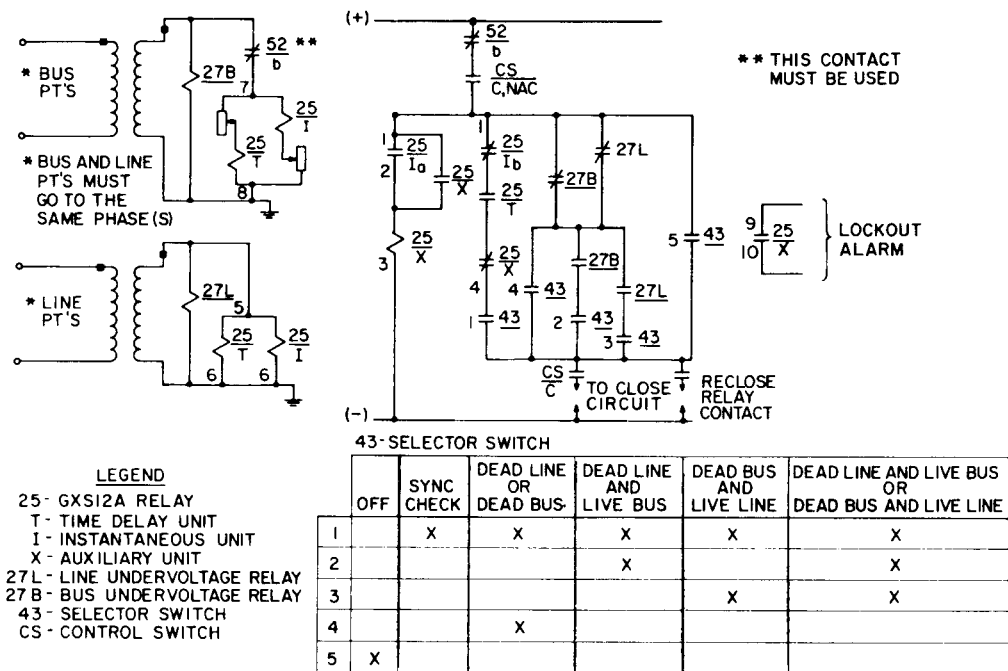 * BUS
PT'S
27B
52 **
b
7
25
I
25
T
8
* BUS AND LINE
PT'S MUST
GO TO THE
SAME PHASE(S)
* LINE
PT'S
27L
5
25
T
25
I
6
6
(+)
52
b
CS
C,NAC
** THIS CONTACT
MUST BE USED
1
25
Ia
2
25
X
25
X
3
1
25
Ib
25
T
25
X
4
1 43
27B
27L
4 43
27B
2 43
27L
3 43
5 43
9
10
25
X
LOCKOUT
ALARM
CS
C
TO CLOSE
CIRCUIT
RECLOSE
RELAY
CONTACT
(-)
43-SELECTOR SWITCH
OFF
SYNC
CHECK
DEAD LINE
OR
DEAD BUS.
DEAD LINE
AND
LIVE BUS
DEAD BUS
AND
LIVE LINE
DEAD LINE AND LIVE BUS
OR
DEAD BUS AND LIVE LINE
1 X X X X X
2 X X
3 X X
4 X
5 X
LEGEND
25 - GXS12A RELAY
T - TIME DELAY UNIT
I - INSTANTANEOUS UNIT
X - AUXILIARY UNIT
27L - LINE UNDERVOLTAGE RELAY
27B - BUS UNDERVOLTAGE RELAY
43 - SELECTOR SWITCH
CS - CONTROL SWITCH